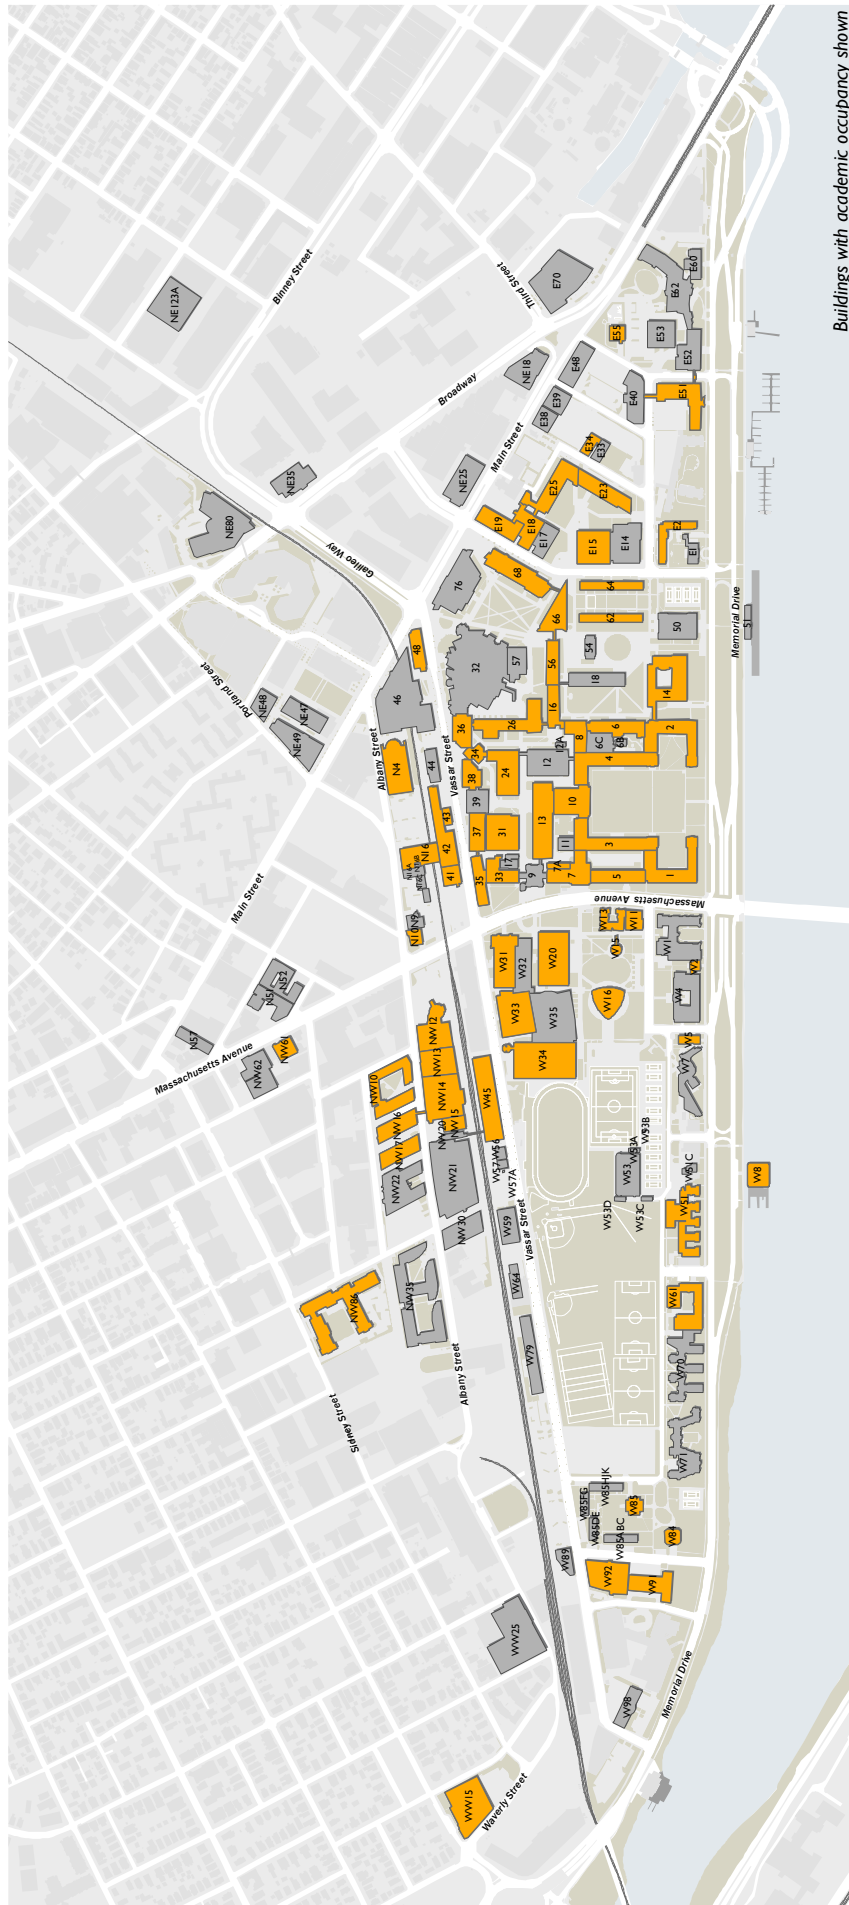 Buildings with academic occupancy shown
Binney Street
Third Street
Broadway
Main Street
Galileo Way
Portland Street
Albany Street
Vassar Street
Memorial Drive
Main Street
Massachusetts Avenue
Massachusetts Avenue
Vassar Street
Albany Street
Sidney Street
Memorial Drive
Waverly Street
NE123A
E70
E60
E62
E55
E53
E52
NE18
E48
E40
E51
E39
E38
E34
E33
NE25
NE35
NE80
E25
E23
E19
E18
E17
E15
E14
E2
E1
68
76
64
62
66
50
51
54
56
57
18
32
48
46
16
14
NE48
NE47
NE49
26
36
34
38
44
N4
24
12
12A
8
6
6C
6B
2
4
39
43
37
31
13
10
42
41
35
33
17
9
11
7A
7
5
3
1
N16
N16A
N16B
N16C
N9
N10
N52
N51
N57
NW61
NW62
W31
W32
W20
W13
W11
W15
W1
W2
W4
W16
W33
W35
W34
W5
W7
NW12
NW13
NW14
NW15
NW10
NW16
NW17
NW20
NW21
NW22
NW30
W45
W56
W57
W57A
W59
W53B
W53A
W53
W53D
W53C
W51C
W51
W8
W64
W61
NW35
NW86
W79
W70
W71
W85FG
W85HJK
W85
W85DE
W85ABC
W84
W89
W92
W91
WW25
W98
WW15